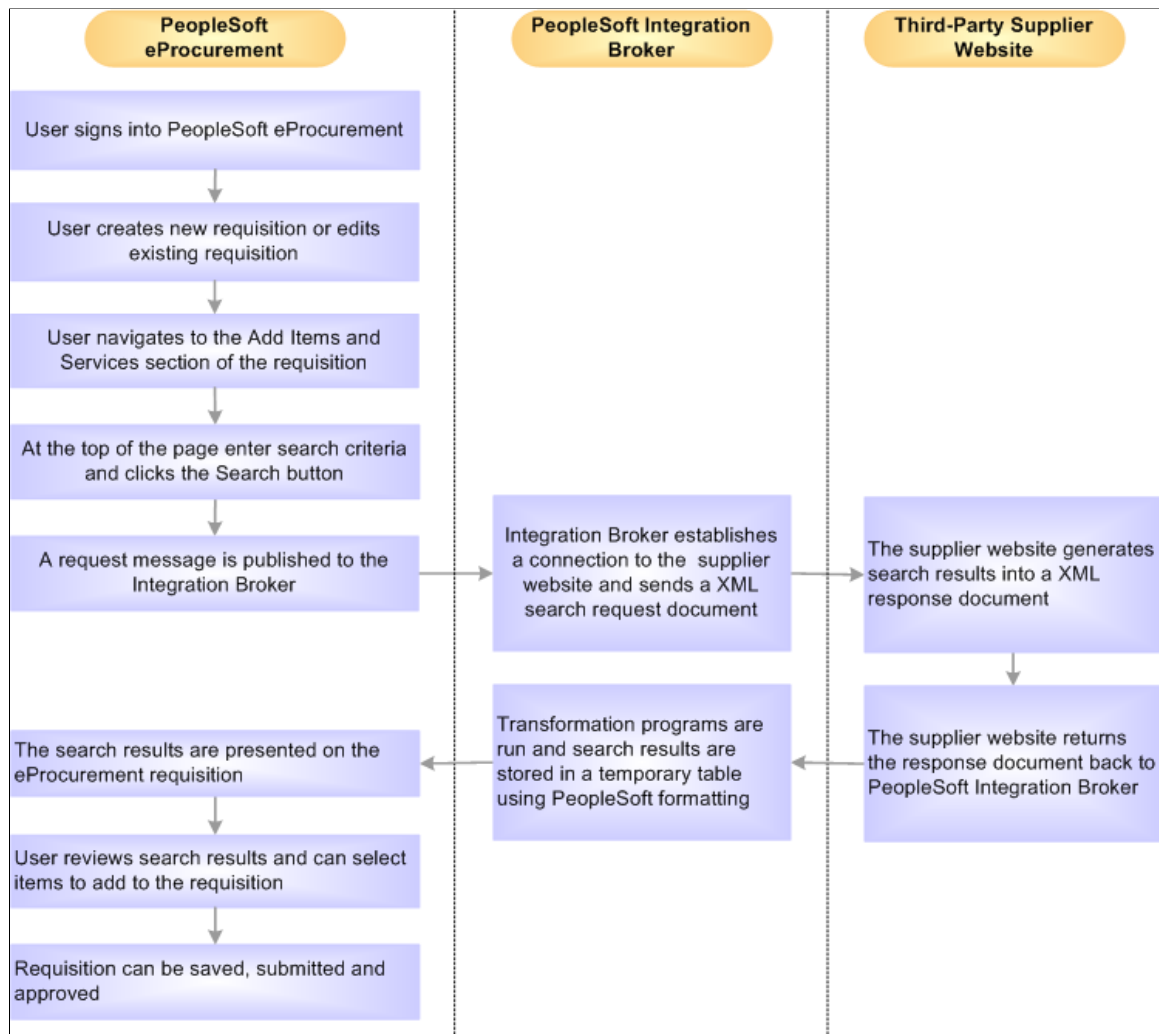 PeopleSoft
eProcurement
PeopleSoft Integration
Broker
Third-Party Supplier
Website
User signs into PeopleSoft eProcurement
User creates new requisition or edits
existing requisition
User navigates to the Add Items and
Services section of the requisition
At the top of the page enter search criteria
and clicks the Search button
A request message is published to the
Integration Broker
Integration Broker establishes
a connection to the supplier
website and sends a XML
search request document
The supplier website generates
search results into a XML
response document
The supplier website returns
the response document back to
PeopleSoft Integration Broker
Transformation programs are
run and search results are
stored in a temporary table
using PeopleSoft formatting
The search results are presented on the
eProcurement requisition
User reviews search results and can select
items to add to the requisition
Requisition can be saved, submitted and
approved